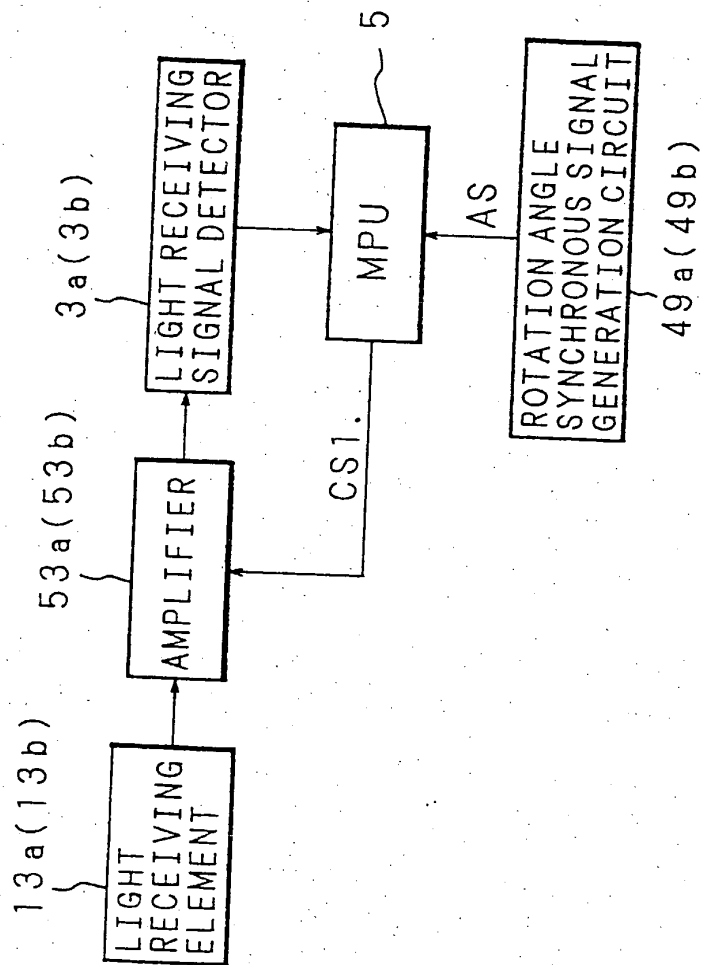 13a(13b)
LIGHT
RECEIVING
ELEMENT
53a(53b)
AMPLIFIER
3a(3b)
LIGHT RECEIVING
SIGNAL DETECTOR
CS1.
MPU
5
AS
ROTATION ANGLE
SYNCHRONOUS SIGNAL
GENERATION CIRCUIT
49a(49b)